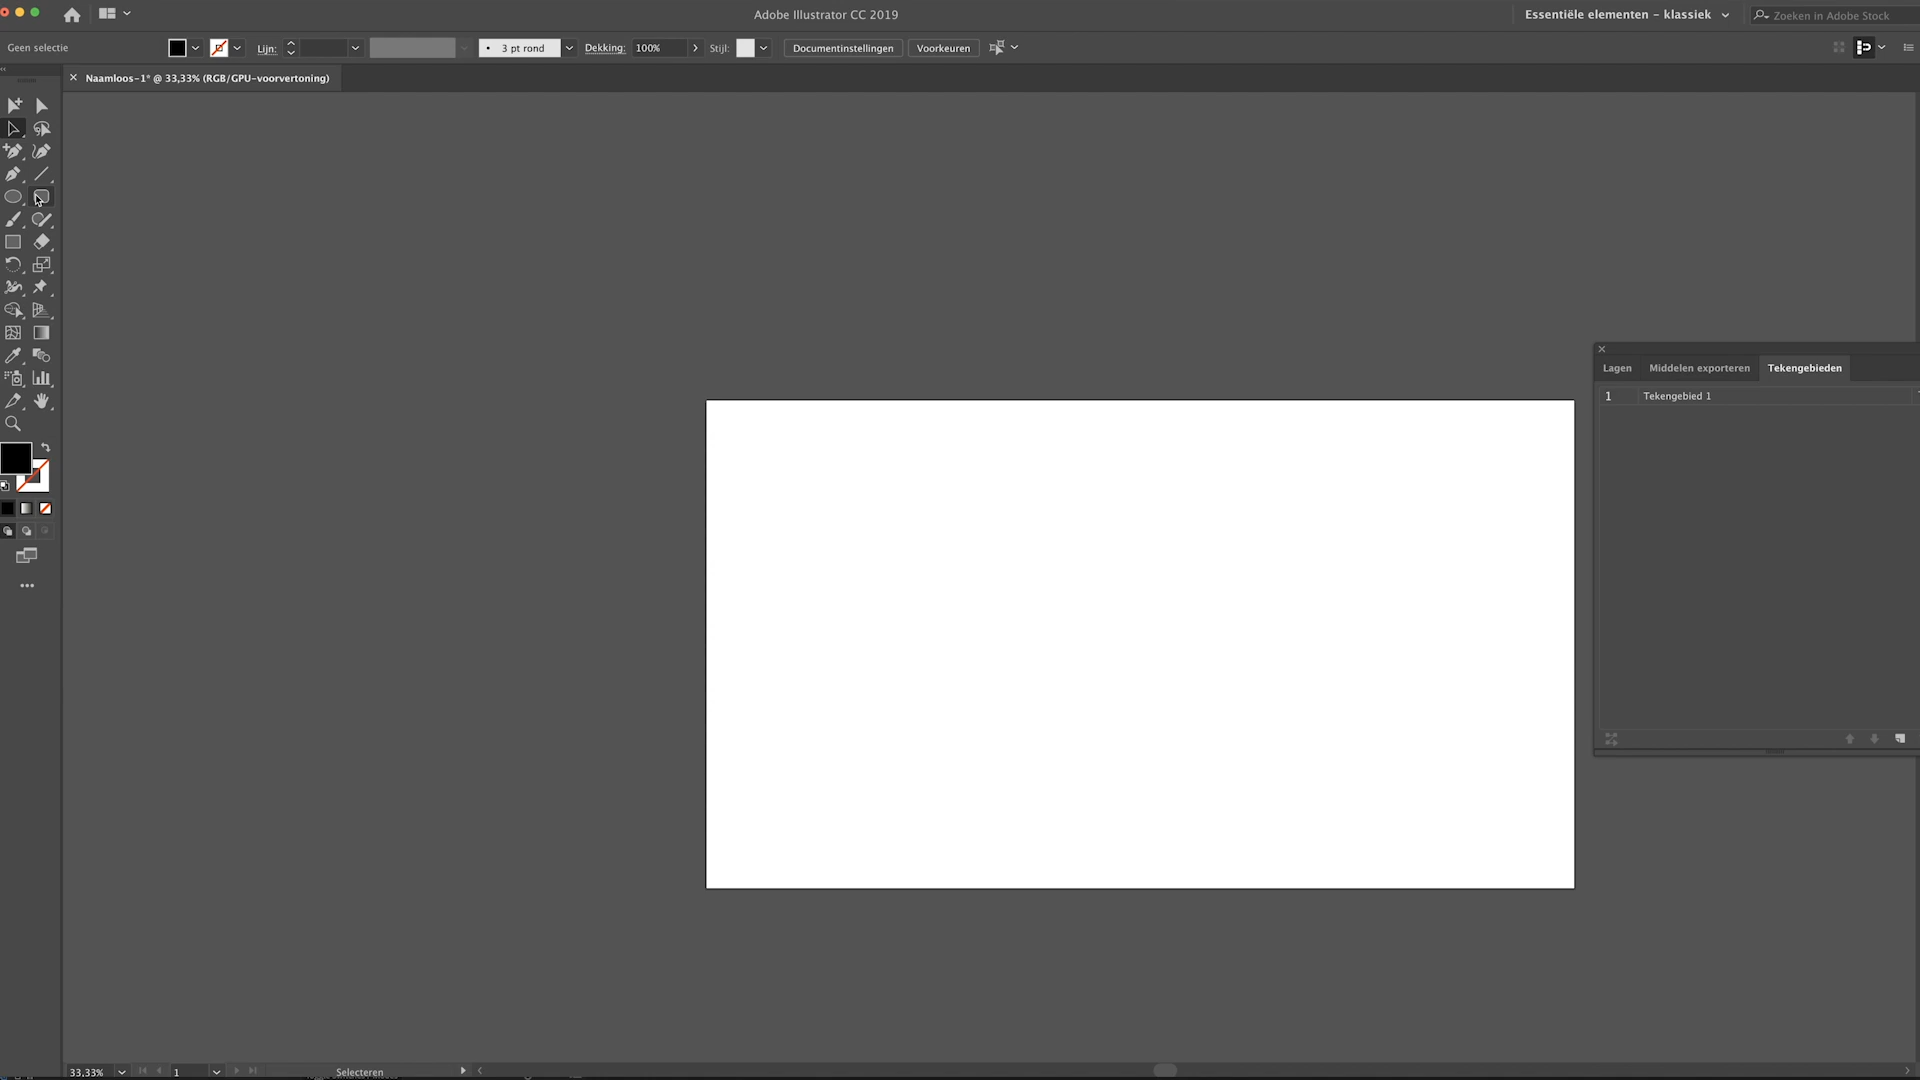 Adobe Illustrator CC 2019
Essentiële elementen – klassiek
Zoeken in Adobe Stock
Geen selectie
Lijn:
3 pt rond
Dekking:
100%
Stijl:
Documentinstellingen
Voorkeuren
Naamloos-1* @ 33,33% (RGB/GPU-voorvertoning)
Lagen
Middelen exporteren
Tekengebieden
1
Tekengebied 1
33,33%
1
Selecteren